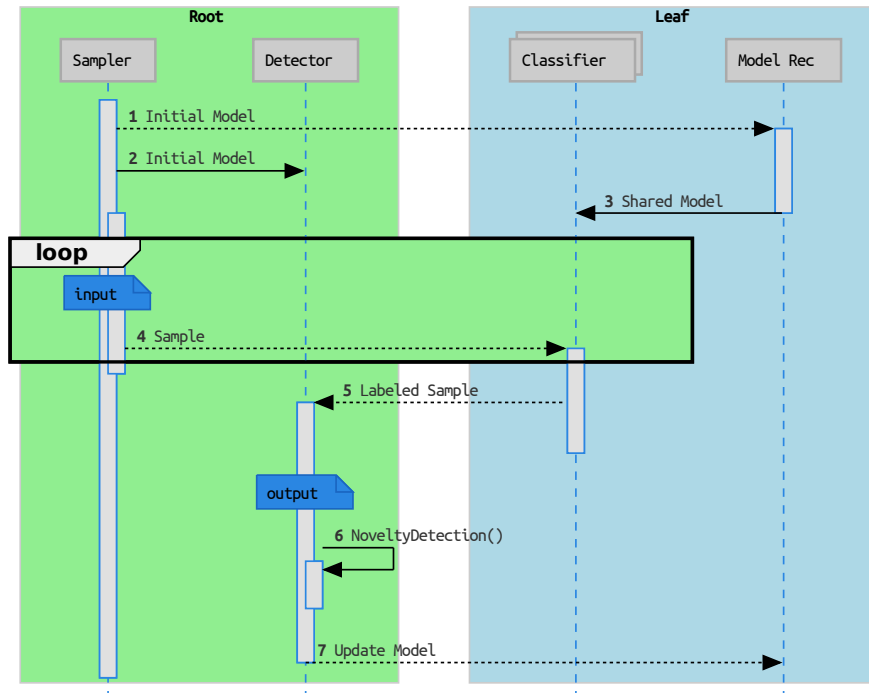 Root
Leaf
Sampler
Detector
Classifier
Model Rec
1 Initial Model
2 Initial Model
3 Shared Model
loop
input
4 Sample
5 Labeled Sample
output
6 NoveltyDetection()
7 Update Model